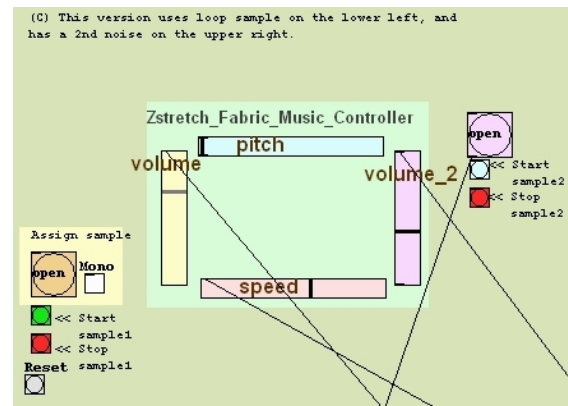 (C) This version uses loop sample on the lower left, and
has a 2nd noise on the upper right.
Zstretch_Fabric_Music_Controller
pitch
volume
volume_2
open
<< Start
sample2
<< Stop
sample2
Assign sample
open
Mono
speed
<< Start
sample1
<< Stop
sample1
Reset